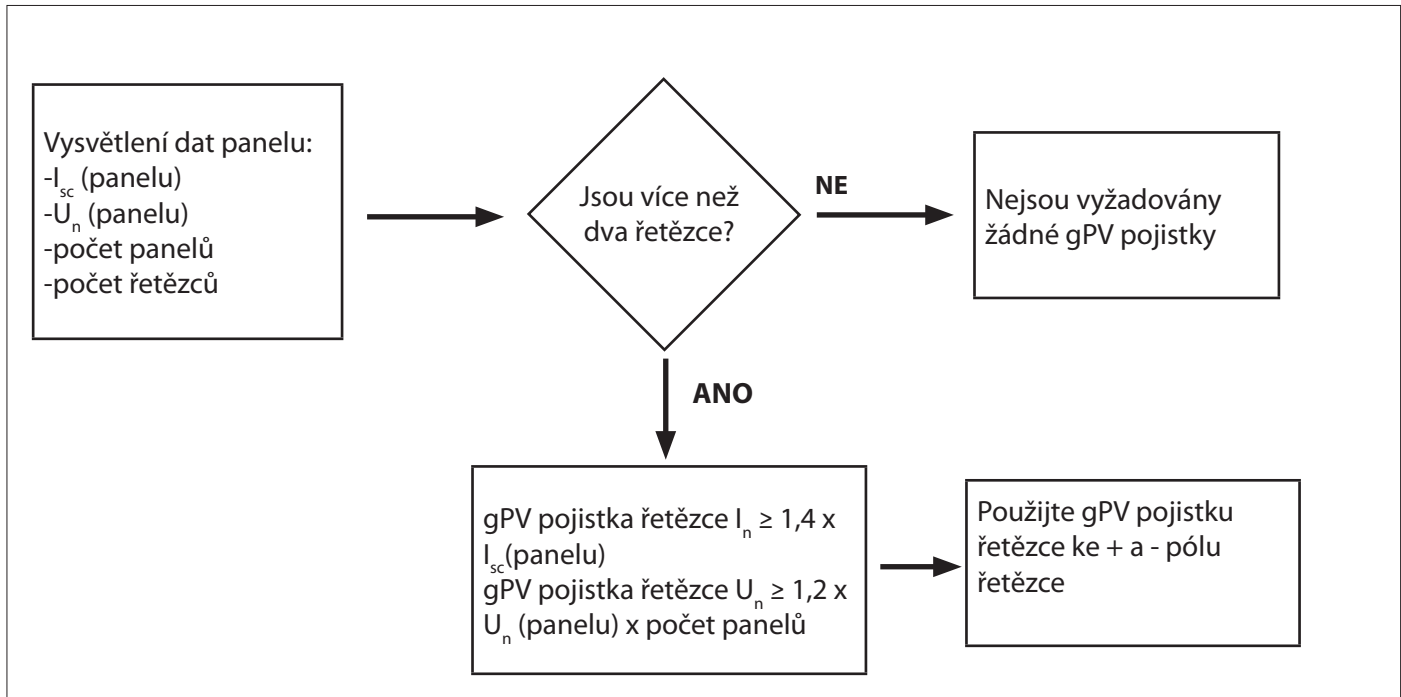 Vysvětlení dat panelu:
-Isc (panelu)
-Un (panelu)
-počet panelů
-počet řetězců
Jsou více než
dva řetězce?
NE
Nejsou vyžadovány
žádné gPV pojistky
ANO
gPV pojistka řetězce In ≥ 1,4 x
Isc(panelu)
gPV pojistka řetězce Un ≥ 1,2 x
Un (panelu) x počet panelů
Použijte gPV pojistku
řetězce ke + a - pólu
řetězce